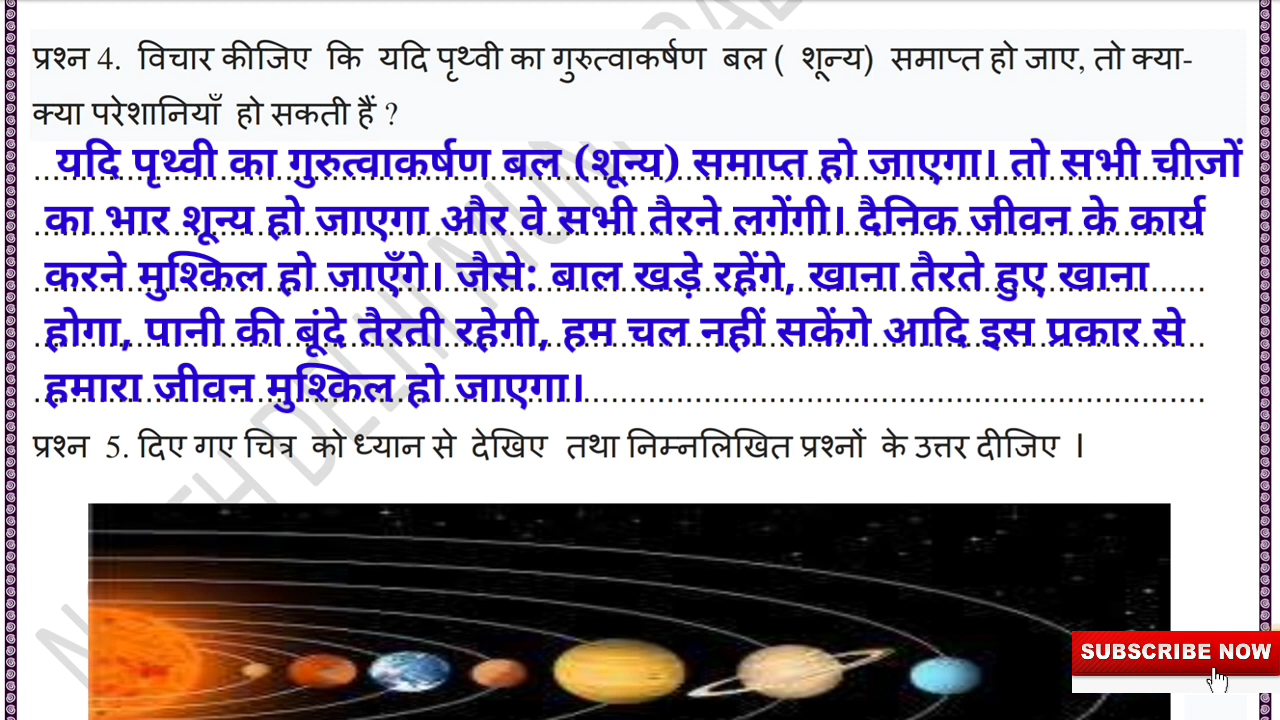 प्रश्न 4. विचार कीजिए कि यदि पृथ्वी का गुरुत्वाकर्षण बल ( शून्य) समाप्त हो जाए, तो क्या-
क्या परेशानियाँ हो सकती हैं ?
यदि पृथ्वी का गुरुत्वाकर्षण बल (शून्य) समाप्त हो जाएगा। तो सभी चीजों
का भार शून्य हो जाएगा और वे सभी तैरने लगेंगी। दैनिक जीवन के कार्य
करने मुश्किल हो जाएँगे। जैसे: बाल खड़े रहेंगे, खाना तैरते हुए खाना
होगा, पानी की बूंदे तैरती रहेगी, हम चल नहीं सकेंगे आदि इस प्रकार से
हमारा जीवन मुश्किल हो जाएगा।
प्रश्न 5. दिए गए चित्र को ध्यान से देखिए तथा निम्नलिखित प्रश्नों के उत्तर दीजिए ।
SUBSCRIBE NOW